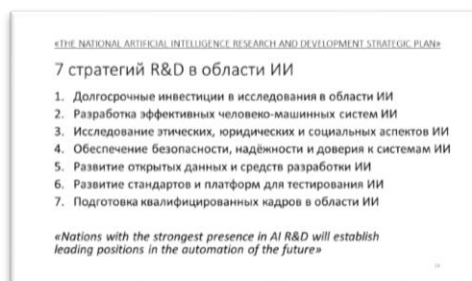 «THE NATIONAL ARTIFICIAL INTELLIGENCE RESEARCH AND DEVELOPMENT STRATEGIC PLAN»
7 стратегий R&D в области ИИ
1. Долгосрочные инвестиции в исследования в области ИИ
2. Разработка эффективных человеко-машинных систем ИИ
3. Исследование этических, юридических и социальных аспектов ИИ
4. Обеспечение безопасности, надёжности и доверия к системам ИИ
5. Развитие открытых данных и средств разработки ИИ
6. Развитие стандартов и платформ для тестирования ИИ
7. Подготовка квалифицированных кадров в области ИИ
«Nations with the strongest presence in AI R&D will establish
leading positions in the automation of the future»